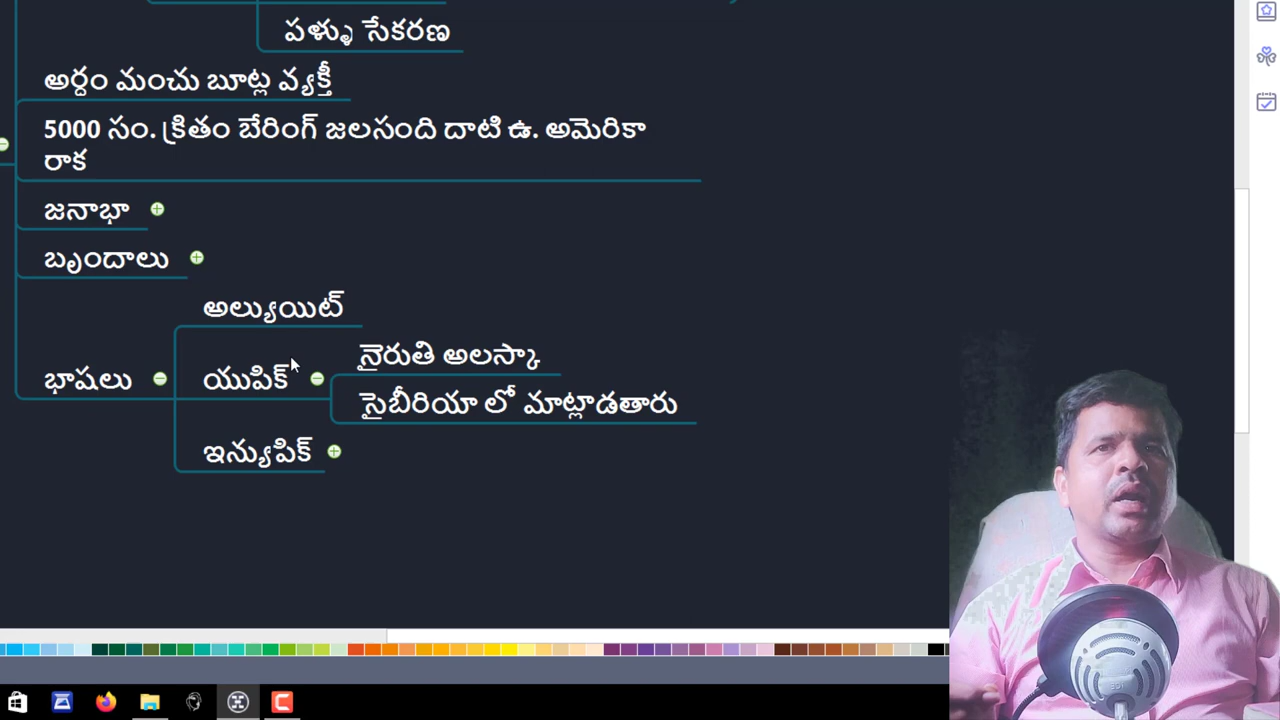 పళ్ళు సేకరణ
అర్దం మంచు బూట్ల వ్యక్తీ
5000 సం. క్రితం బేరింగ్ జలసంది దాటి ఉ. అమెరికా
రాక
జనాభా
బృందాలు
అల్యుయిట్
నైరుతి అలస్కా
భాషలు
యుపిక్
సైబీరియా లో మాట్లాడతారు
ఇన్యుపిక్